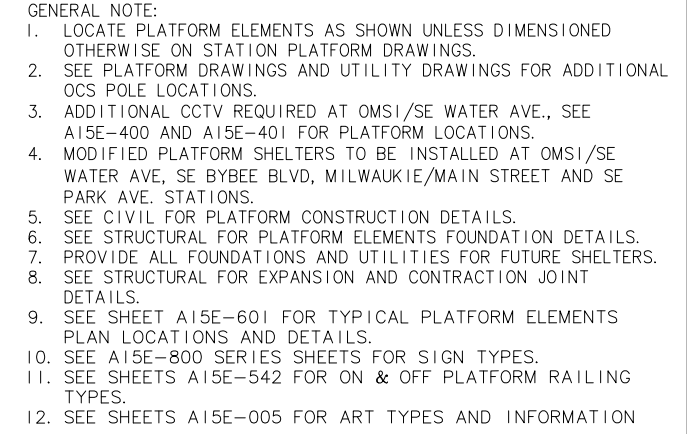 GENERAL NOTE:
1. LOCATE PLATFORM ELEMENTS AS SHOWN UNLESS DIMENSIONED
OTHERWISE ON STATION PLATFORM DRAWINGS.
2. SEE PLATFORM DRAWINGS AND UTILITY DRAWINGS FOR ADDITIONAL
OCS POLE LOCATIONS.
3. ADDITIONAL CCTV REQUIRED AT OMSI/SE WATER AVE., SEE
A15E-400 AND A15E-401 FOR PLATFORM LOCATIONS.
4. MODIFIED PLATFORM SHELTERS TO BE INSTALLED AT OMSI/SE
WATER AVE, SE BYBEE BLVD, MILWAUKIE/MAIN STREET AND SE
PARK AVE. STATIONS.
5. SEE CIVIL FOR PLATFORM CONSTRUCTION DETAILS.
6. SEE STRUCTURAL FOR PLATFORM ELEMENTS FOUNDATION DETAILS.
7. PROVIDE ALL FOUNDATIONS AND UTILITIES FOR FUTURE SHELTERS.
8. SEE STRUCTURAL FOR EXPANSION AND CONTRACTION JOINT
DETAILS.
9. SEE SHEET A15E-601 FOR TYPICAL PLATFORM ELEMENTS
PLAN LOCATIONS AND DETAILS.
10. SEE A15E-800 SERIES SHEETS FOR SIGN TYPES.
11. SEE SHEETS A15E-542 FOR ON & OFF PLATFORM RAILING
TYPES.
12. SEE SHEETS A15E-005 FOR ART TYPES AND INFORMATION